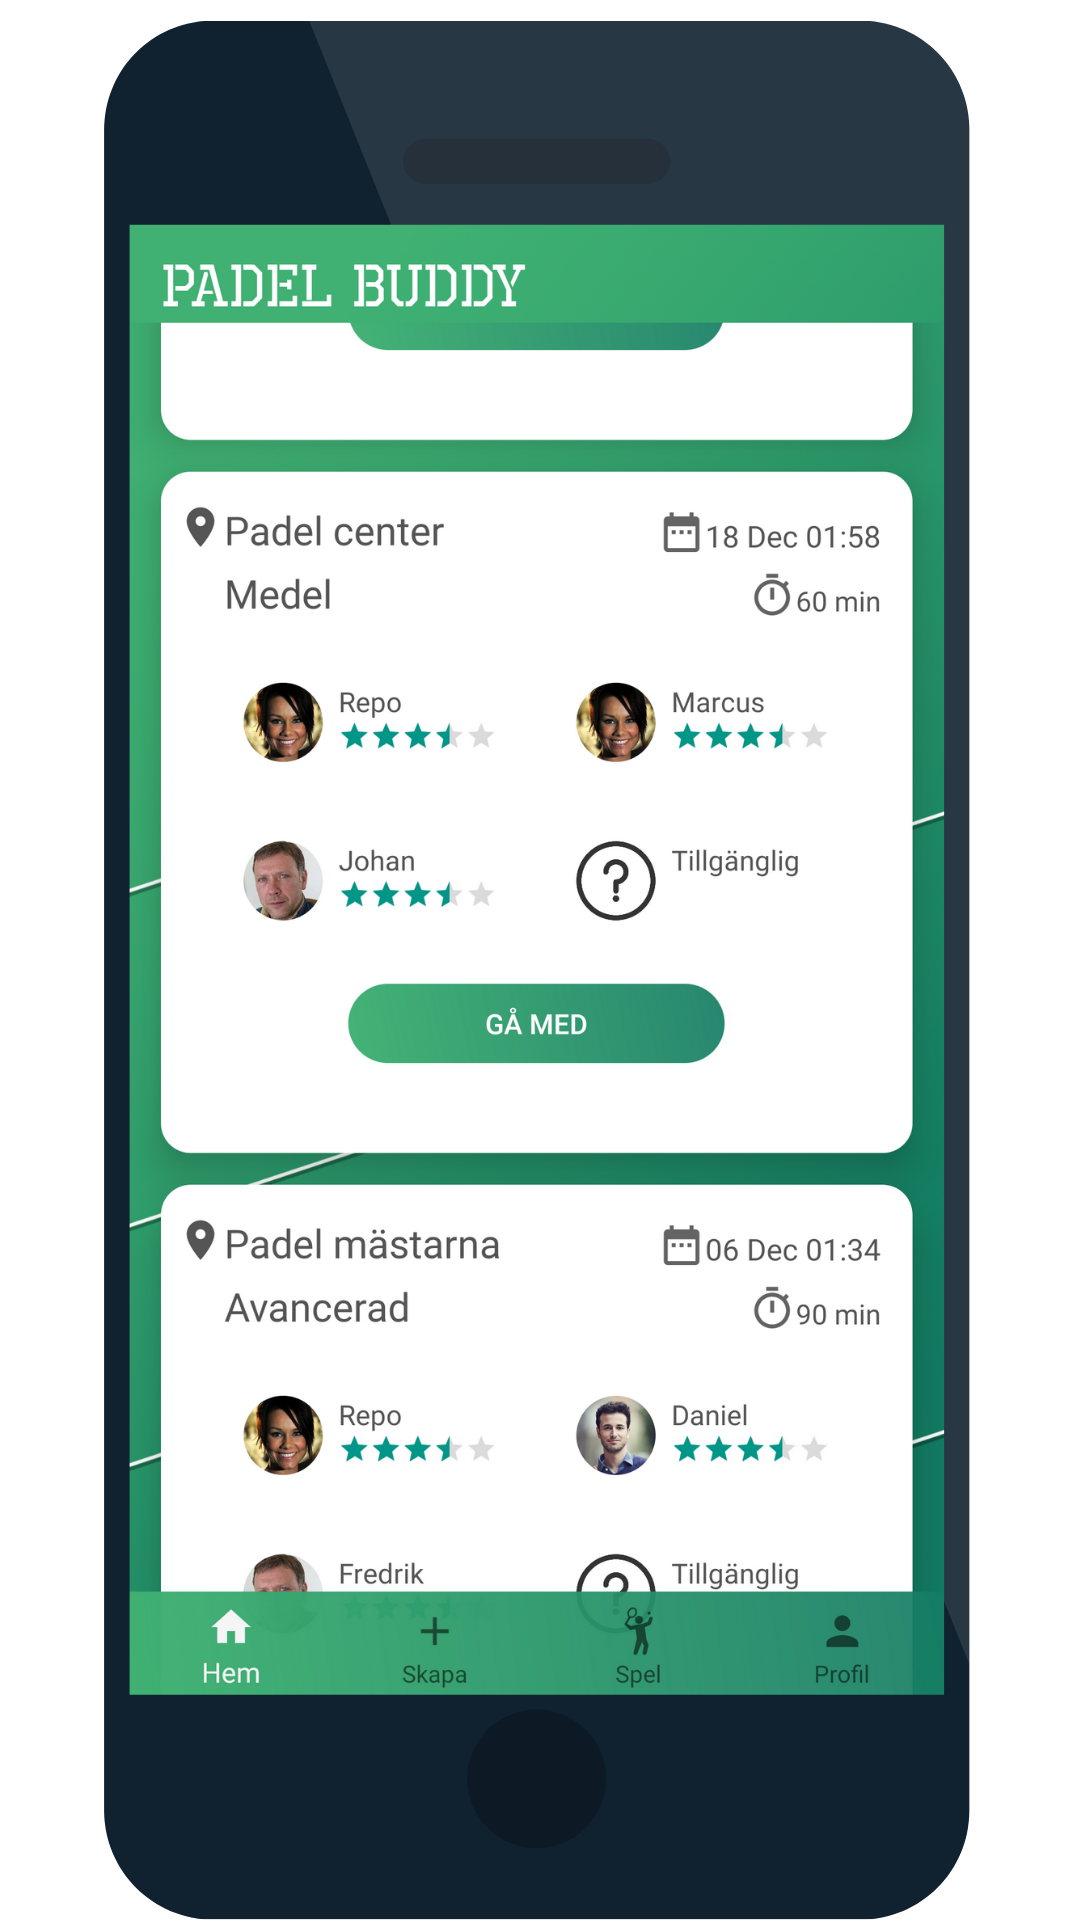 PADEL BUDDY
Padel center
18 Dec 01:58
Medel
60 min
Repo
Marcus
Johan
Tillgänglig
GÅ MED
Padel mästarna
06 Dec 01:34
Avancerad
90 min
Repo
Daniel
Fredrik
Tillgänglig
Hem
Skapa
Spel
Profil